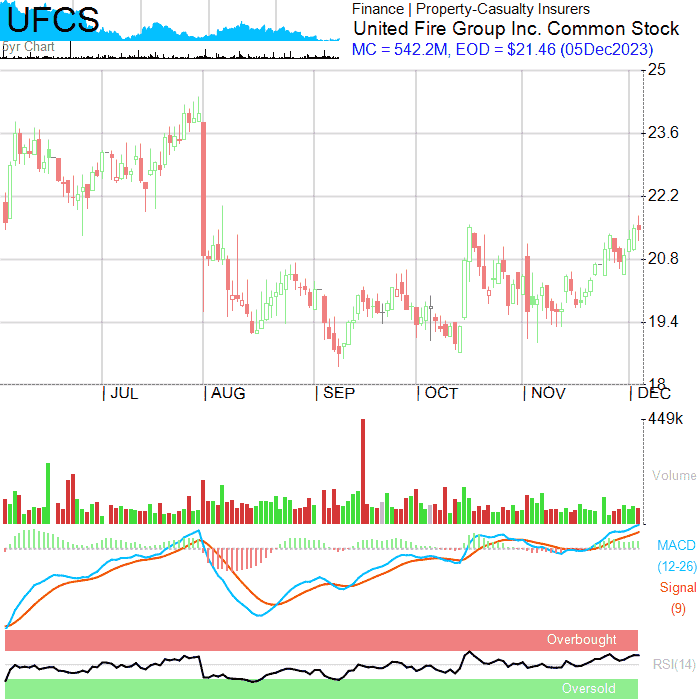 UFCS
5yr Chart
Finance | Property-Casualty Insurers
United Fire Group Inc. Common Stock
MC = 542.2M, EOD = $21.46 (05Dec2023)
25
23.6
22.2
20.8
19.4
18
| JUL | AUG | SEP | OCT | NOV | DEC
449k
Volume
MACD
(12-26)
Signal
(9)
Overbought
RSI(14)
Oversold